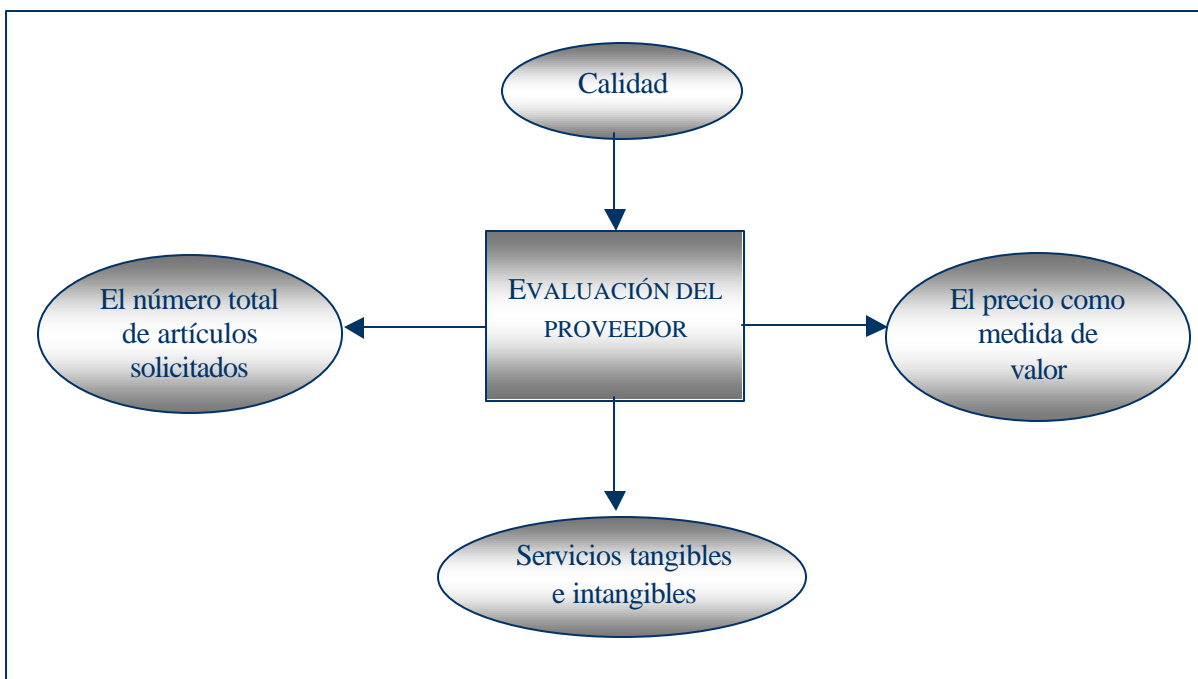 Calidad
El número total
de artículos
solicitados
EVALUACIÓN DEL
PROVEEDOR
El precio como
medida de
valor
Servicios tangibles
e intangibles